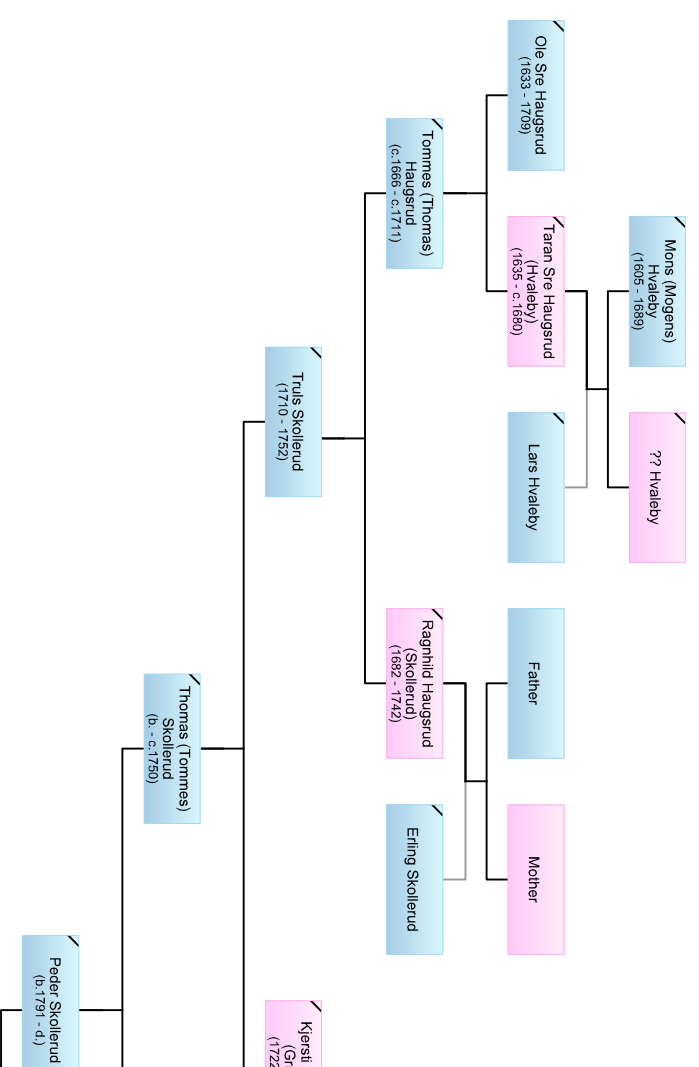 Mons (Mogens)
Hvaleby
(1605 - 1689)
?? Hvaleby
Ole Sre Haugsrud
(1633 - 1709)
Taran Sre Haugsrud
(Hvaleby)
(1635 - c.1680)
Lars Hvaleby
Father
Mother
Tommes (Thomas)
Haugsrud
(c.1666 - c.1711)
Ragnhild Haugsrud
(Skollerud)
(1682 - 1742)
Erling Skollerud
Truls Skollerud
(1710 - 1752)
Kjersti
(1722
Thomas (Tommes)
Skollerud
(b. - c.1750)
Peder Skollerud
(b.1791 - d.)